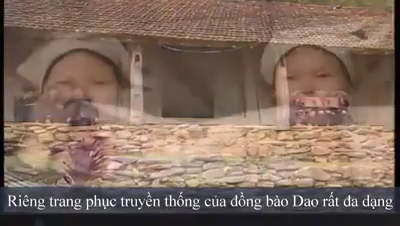 Riêng trang phục truyền thống của đồng bào Dao rất đa dạng